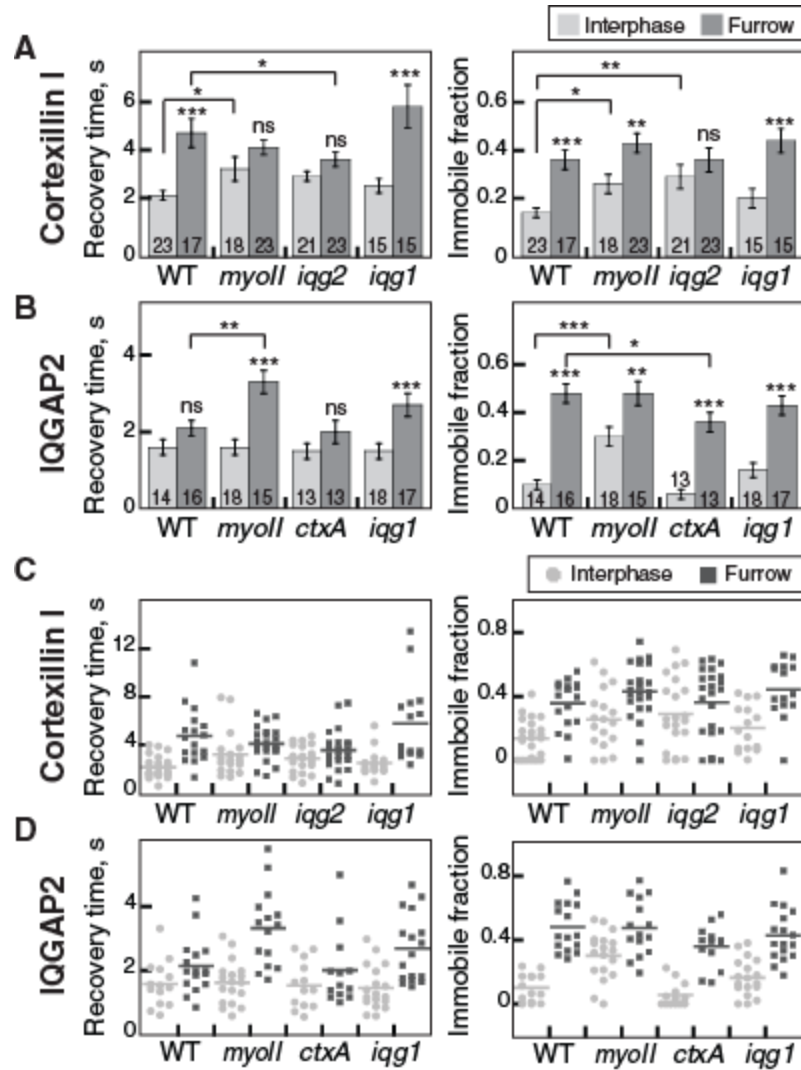 Interphase Furrow
A
Cortexillin I
Recovery time, s
6
4
2
0
* *
*** ns ns ***
23 17 18 23 21 23 15 15
WT myoII iqg2 iqg1
Immobile fraction
0.6
0.4
0.2
0
** *
*** ** ns ***
23 17 18 23 21 23 15 15
WT myoII iqg2 iqg1
B
IQGAP2
Recovery time, s
4
2
0
**
ns *** ns ***
14 16 18 15 13 13 18 17
WT myoII ctxA iqg1
Immobile fraction
0.6
0.4
0.2
0
*** *
*** ** *** ***
14 16 18 15 13 13 18 17
WT myoII ctxA iqg1
Interphase Furrow
C
Cortexillin I
Recovery time, s
12
8
4
0
WT myoII iqg2 iqg1
Immboile fraction
0.8
0.4
0
WT myoII iqg2 iqg1
D
IQGAP2
Recovery time, s
4
2
0
WT myoII ctxA iqg1
Immobile fraction
0.8
0.4
0
WT myoII ctxA iqg1